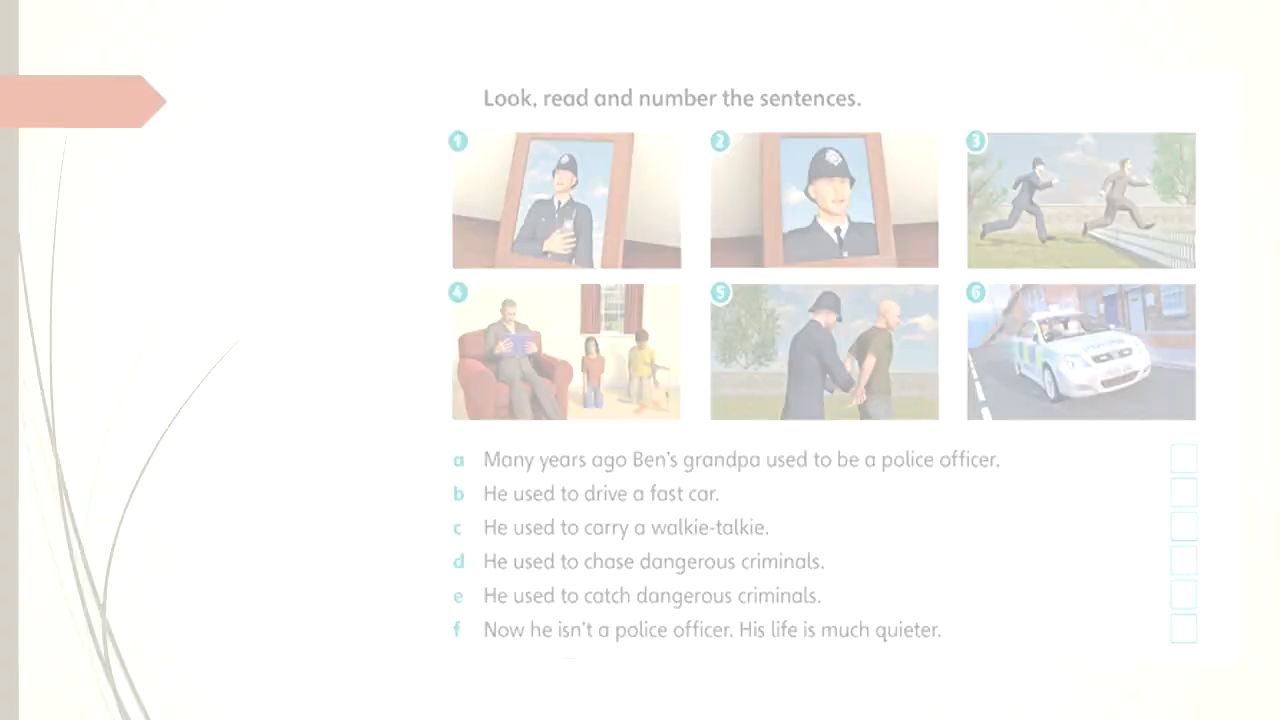 Look, read and number the sentences.
1
2
3
4
5
6
POLICE
a Many years ago Ben's grandpa used to be a police officer.
b He used to drive a fast car.
c He used to carry a walkie-talkie.
d He used to chase dangerous criminals.
e He used to catch dangerous criminals.
f Now he isn't a police officer. His life is much quieter.